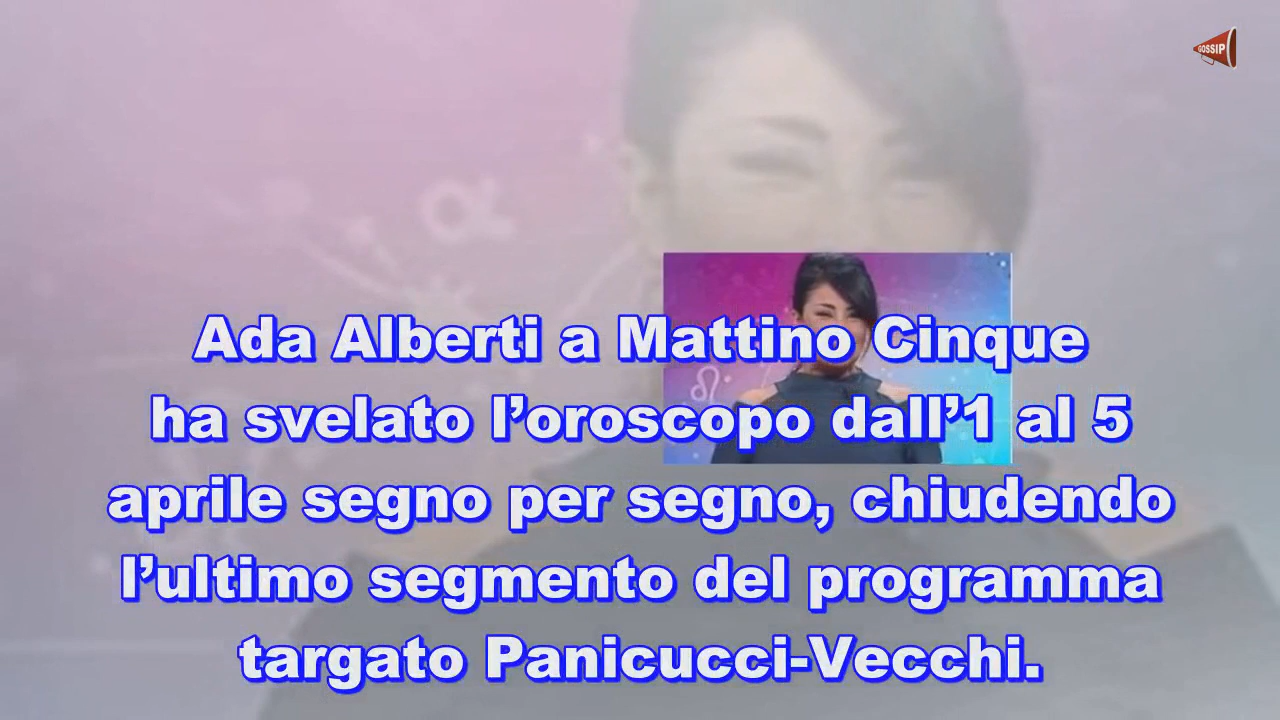 GOSSIP
Ada Alberti a Mattino Cinque
ha svelato l’oroscopo dall’1 al 5
aprile segno per segno, chiudendo
l’ultimo segmento del programma
targato Panicucci-Vecchi.